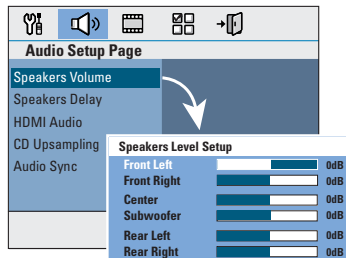 Audio Setup Page
Speakers Volume
Speakers Delay
HDMI Audio
CD Upsampling
Audio Sync
Speakers Level Setup
Front Left 0dB
Front Right 0dB
Center 0dB
Subwoofer 0dB
Rear Left 0dB
Rear Right 0dB